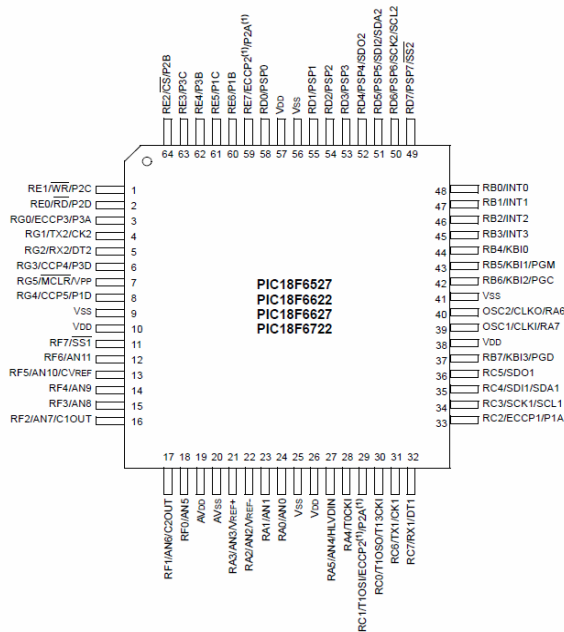 RE2/CS/P2B
RE3/P3C
RE4/P3B
RE5/P1C
RE6/P1B
RE7/ECCP2(1)/P2A(1)
RD0/PSP0
VDD
VSS
RD1/PSP1
RD2/PSP2
RD3/PSP3
RD4/PSP4/SDO2
RD5/PSP5/SDI2/SDA2
RD6/PSP6/SCK2/SCL2
RD7/PSP7/SS2
64 63 62 61 60 59 58 57 56 55 54 53 52 51 50 49
RE1/WR/P2C 1
RE0/RD/P2D 2
RG0/ECCP3/P3A 3
RG1/TX2/CK2 4
RG2/RX2/DT2 5
RG3/CCP4/P3D 6
RG5/MCLR/VPP 7
RG4/CCP5/P1D 8
VSS 9
VDD 10
RF7/SS1 11
RF6/AN11 12
RF5/AN10/CVREF 13
RF4/AN9 14
RF3/AN8 15
RF2/AN7/C1OUT 16
PIC18F6527
PIC18F6622
PIC18F6627
PIC18F6722
48 RB0/INT0
47 RB1/INT1
46 RB2/INT2
45 RB3/INT3
44 RB4/KBI0
43 RB5/KBI1/PGM
42 RB6/KBI2/PGC
41 VSS
40 OSC2/CLKO/RA6
39 OSC1/CLKI/RA7
38 VDD
37 RB7/KBI3/PGD
36 RC5/SDO1
35 RC4/SDI1/SDA1
34 RC3/SCK1/SCL1
33 RC2/ECCP1/P1A
17 18 19 20 21 22 23 24 25 26 27 28 29 30 31 32
RF1/AN6/C2OUT
RF0/AN5
AVDD
AVSS
RA3/AN3/VREF+
RA2/AN2/VREF-
RA1/AN1
RA0/AN0
VSS
VDD
RA5/AN4/HLVDIN
RA4/T0CKI
RC1/T1OSI/ECCP2(1)/P2A(1)
RC0/T1OSO/T13CKI
RC6/TX1/CK1
RC7/RX1/DT1